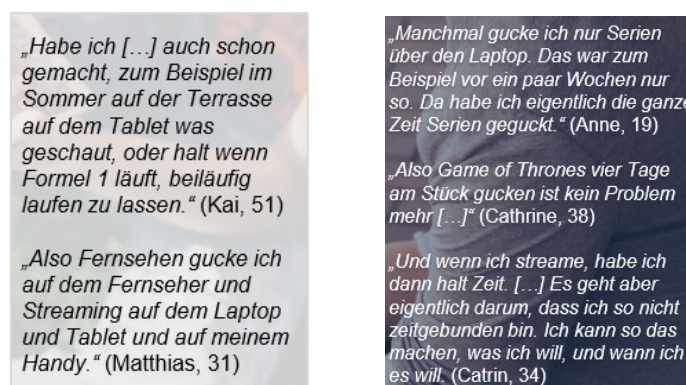 „Habe ich […] auch schon
gemacht, zum Beispiel im
Sommer auf der Terrasse
auf dem Tablet was
geschaut, oder halt wenn
Formel 1 läuft, beiläufig
laufen zu lassen.“ (Kai, 51)
„Also Fernsehen gucke ich
auf dem Fernseher und
Streaming auf dem Laptop
und Tablet und auf meinem
Handy.“ (Matthias, 31)
„Manchmal gucke ich nur Serien
über den Laptop. Das war zum
Beispiel vor ein paar Wochen nur
so. Da habe ich eigentlich die ganze
Zeit Serien geguckt.“ (Anne, 19)
„Also Game of Thrones vier Tage
am Stück gucken ist kein Problem
mehr […]“ (Cathrine, 38)
„Und wenn ich streame, habe ich
dann halt Zeit. […] Es geht aber
eigentlich darum, dass ich so nicht
zeitgebunden bin. Ich kann so das
machen, was ich will, und wann ich
es will. (Catrin, 34)